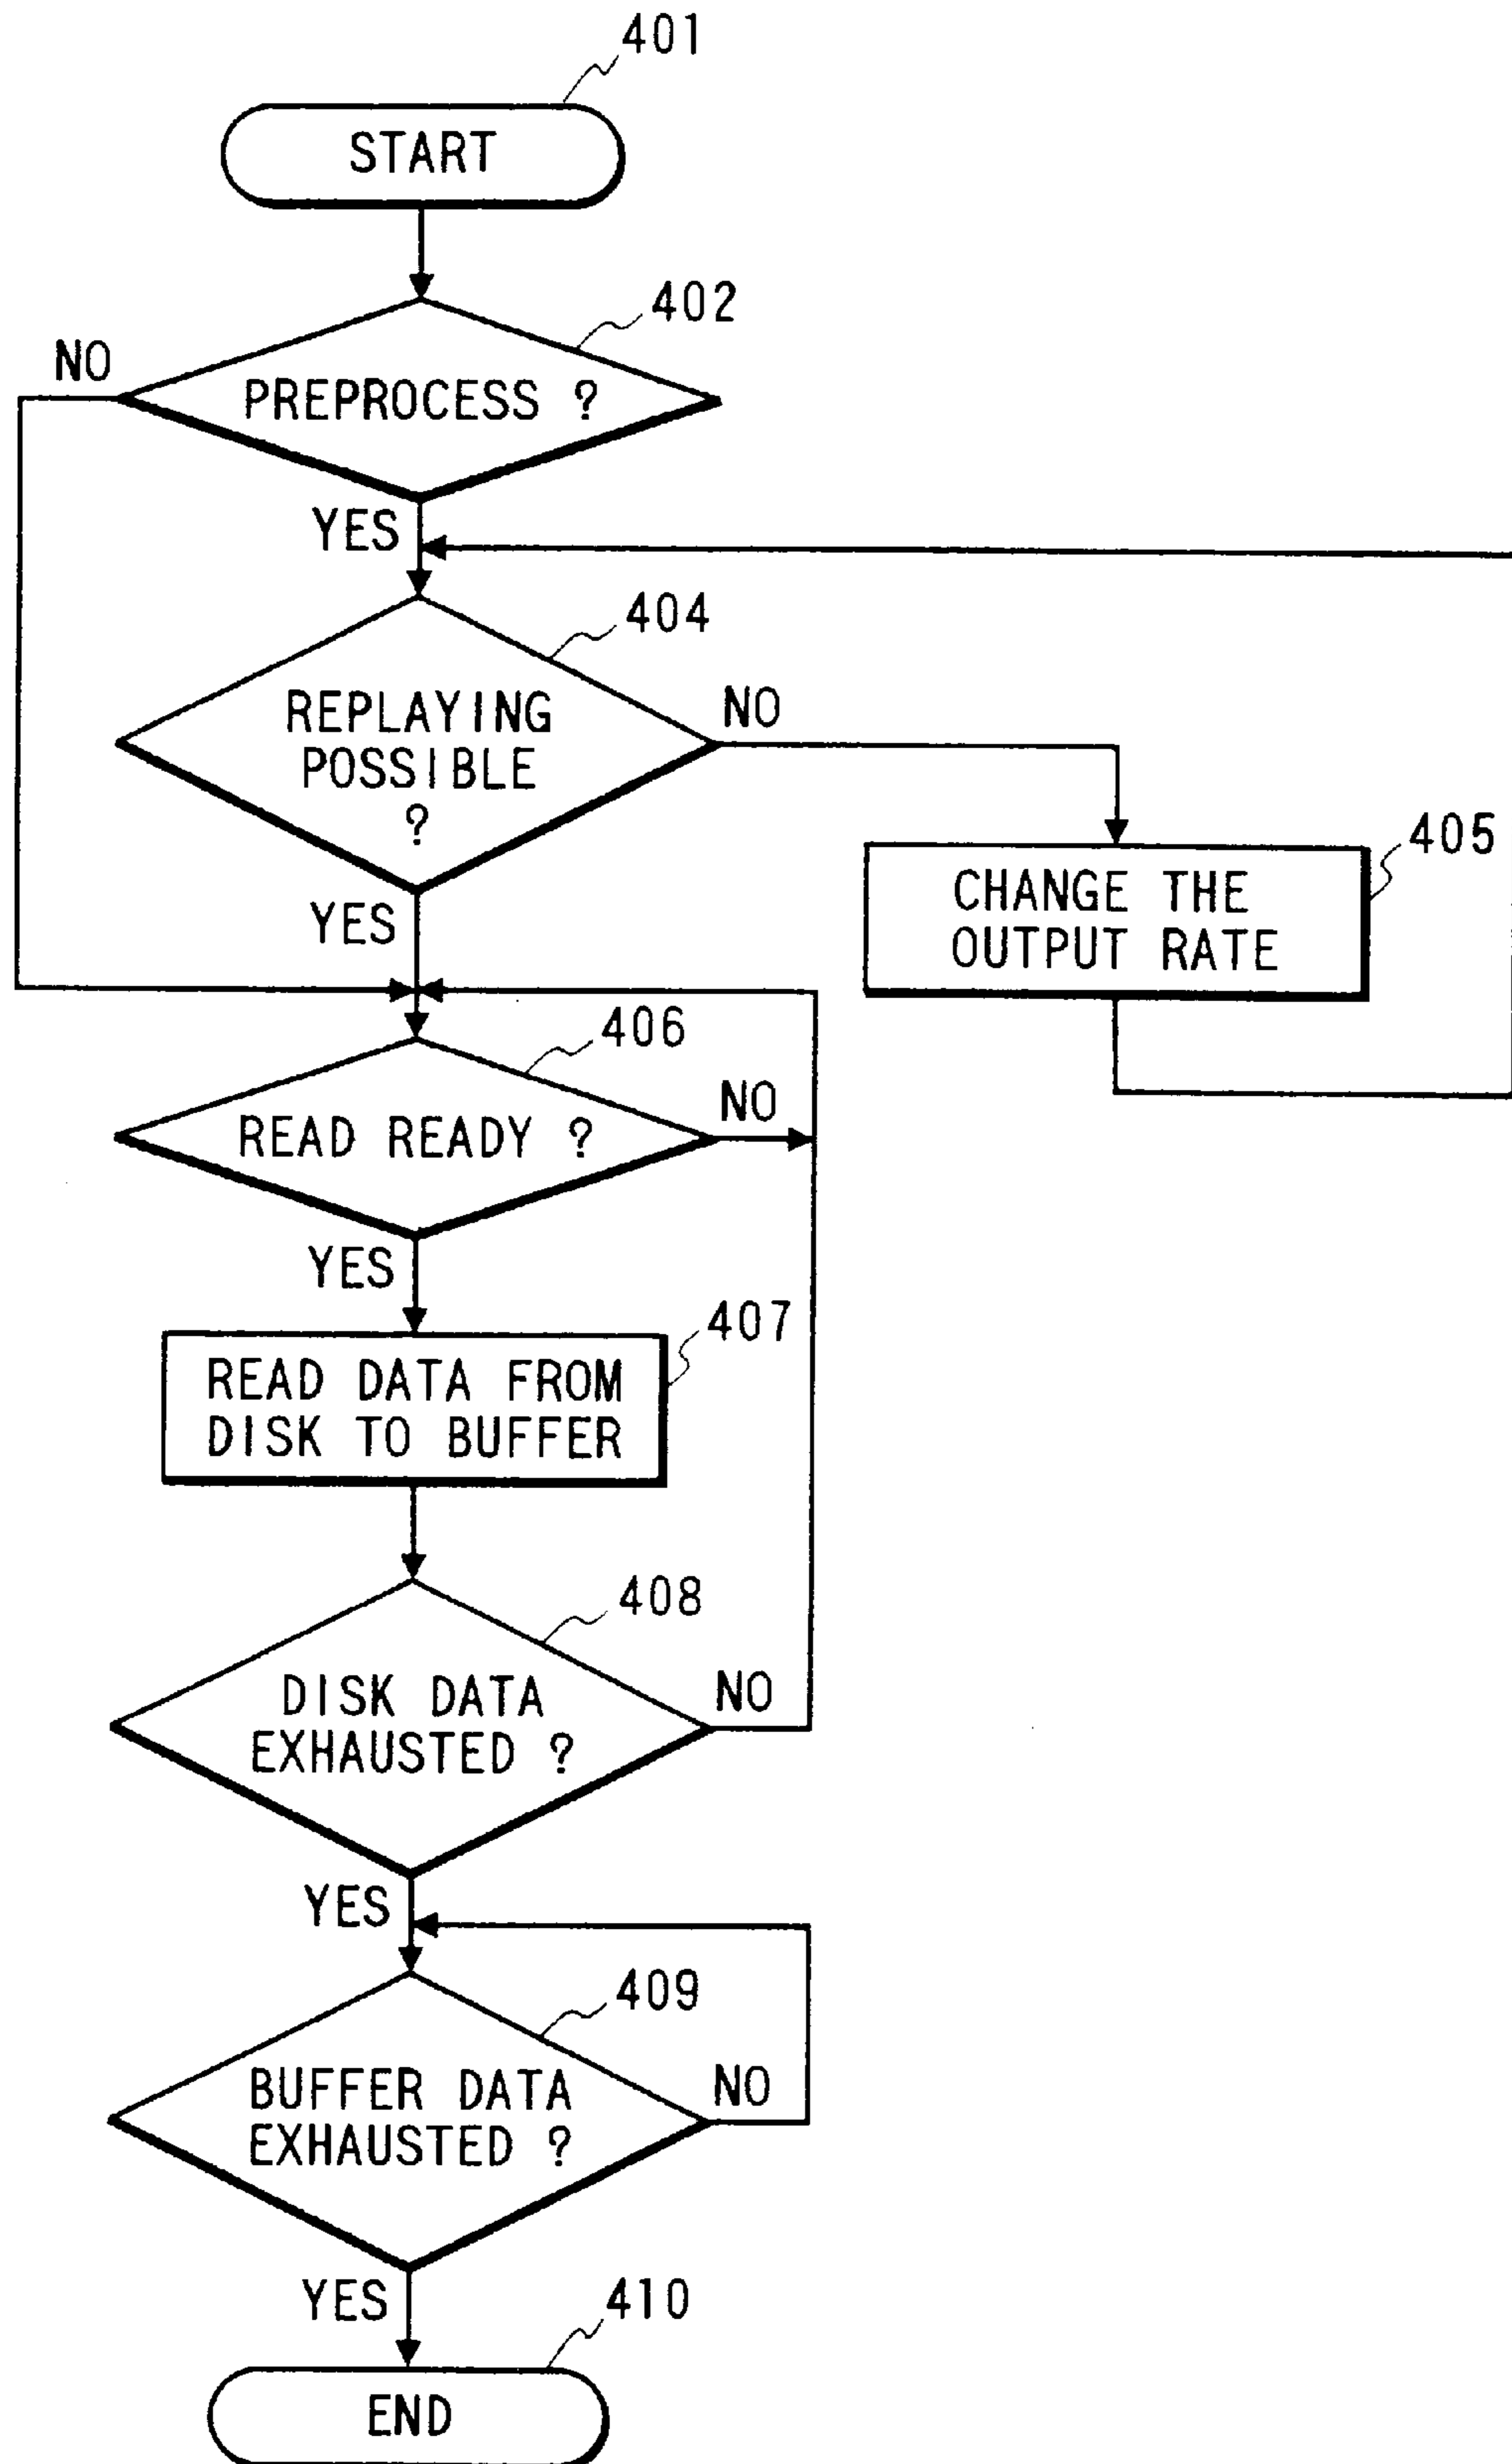 401
START
402
NO
PREPROCESS ?
YES
404
REPLAYING
POSSIBLE
?
NO
YES
405
CHANGE THE
OUTPUT RATE
406
READ READY ?
NO
YES
407
READ DATA FROM
DISK TO BUFFER
408
DISK DATA
EXHAUSTED ?
NO
YES
409
BUFFER DATA
EXHAUSTED ?
NO
YES
410
END